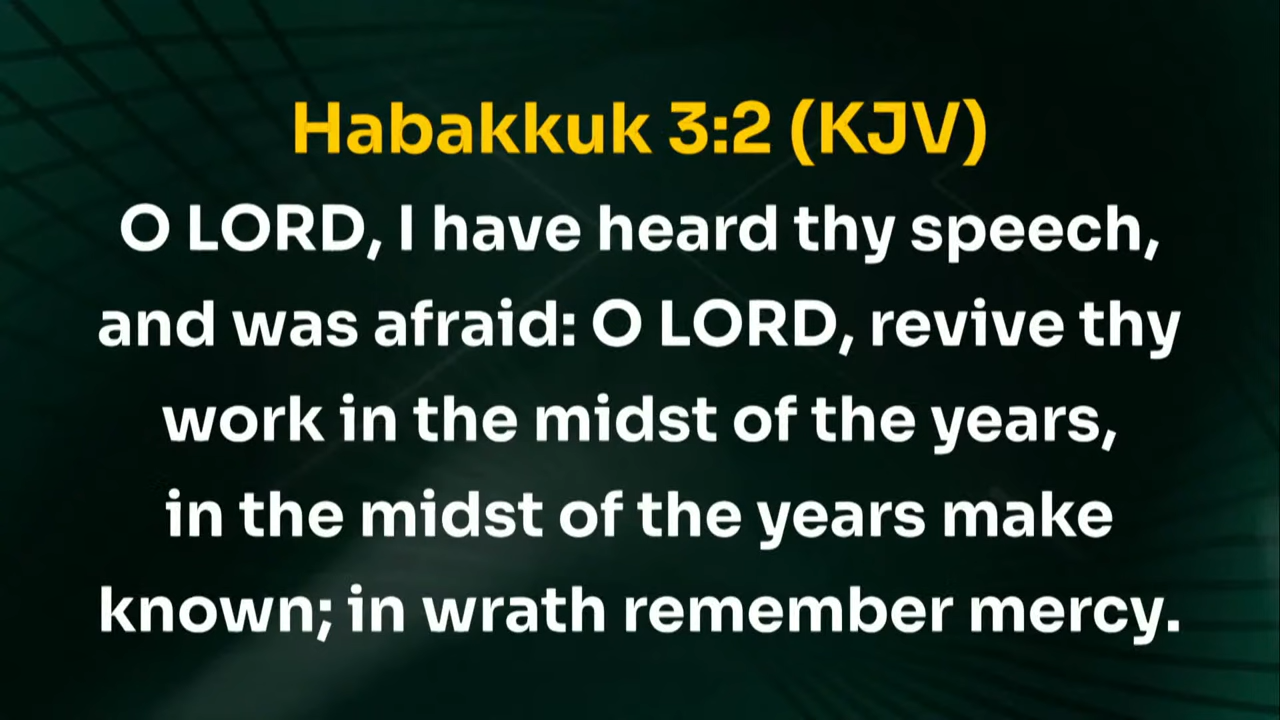 Habakkuk 3:2 (KJV)
O LORD, I have heard thy speech,
and was afraid: O LORD, revive thy
work in the midst of the years,
in the midst of the years make
known; in wrath remember mercy.